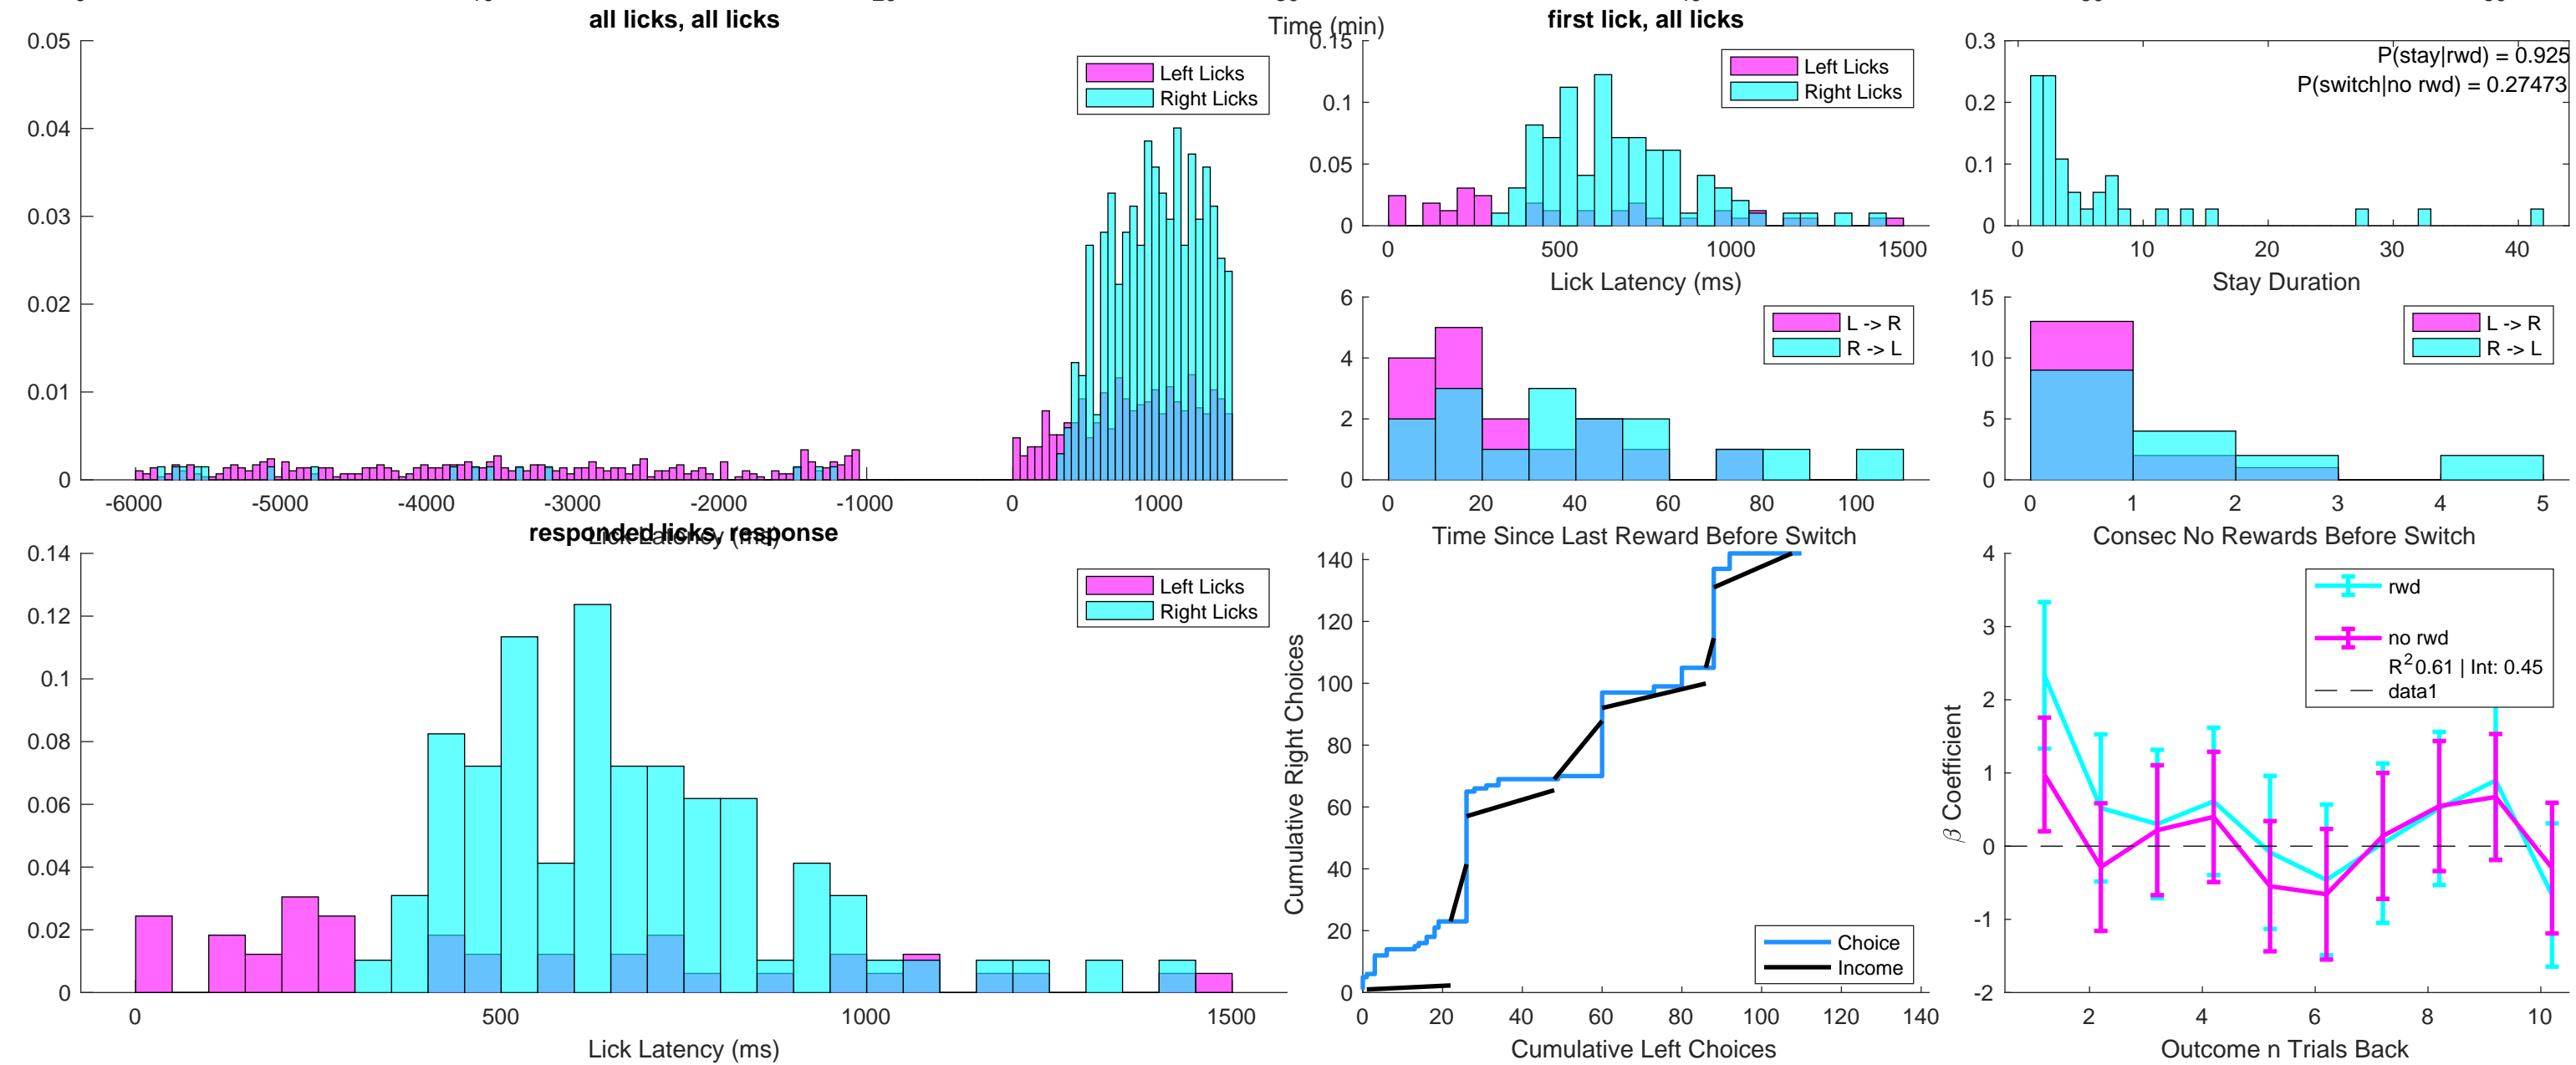 Time (min)
all licks, all licks
0.05
0.04
0.03
0.02
0.01
0
Left Licks
Right Licks
-6000 -5000 -4000 -3000 -2000 -1000 0 1000
Lick Latency (ms)
first lick, all licks
0.15
0.1
0.05
0
Left Licks
Right Licks
0 500 1000 1500
Lick Latency (ms)
0.3
0.2
0.1
0
P(stay|rwd) = 0.925
P(switch|no rwd) = 0.27473
0 10 20 30 40
Stay Duration
6
4
2
0
L -> R
R -> L
0 20 40 60 80 100
Time Since Last Reward Before Switch
15
10
5
0
L -> R
R -> L
0 1 2 3 4 5
Consec No Rewards Before Switch
responded licks, response
0.14
0.12
0.1
0.08
0.06
0.04
0.02
0
Left Licks
Right Licks
0 500 1000 1500
Lick Latency (ms)
Cumulative Right Choices
140
120
100
80
60
40
20
0
Choice
Income
0 20 40 60 80 100 120 140
Cumulative Left Choices
β Coefficient
4
3
2
1
0
-1
-2
rwd
no rwd
R² 0.61 | Int: 0.45
data1
2 4 6 8 10
Outcome n Trials Back